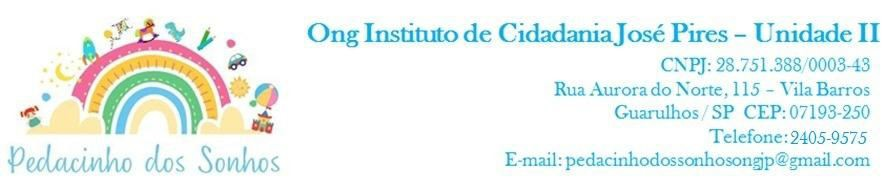 Ong Instituto de Cidadania José Pires – Unidade II
CNPJ: 28.751.388/0003-43
Rua Aurora do Norte, 115 – Vila Barros
Guarulhos / SP CEP: 07193-250
Telefone: 2405-9575
E-mail: pedacinhodossonhosongjp@gmail.com
Pedacinho dos Sonhos